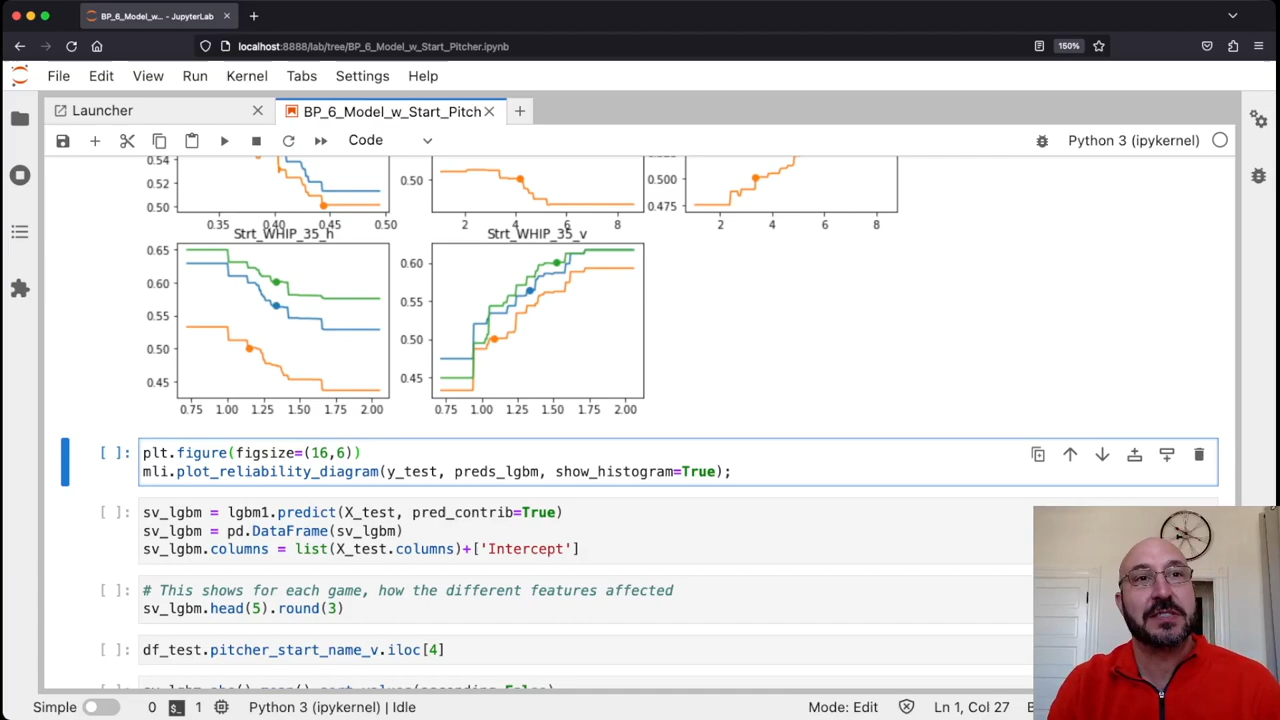 BP_6_Model_w... - JupyterLab
localhost:8888/lab/tree/BP_6_Model_w_Start_Pitcher.ipynb
150%
File Edit View Run Kernel Tabs Settings Help
Launcher
BP_6_Model_w_Start_Pitch
Code
Python 3 (ipykernel)
0.54
0.52
0.50
0.35 0.40 0.45 0.50
0.50
2 4 6 8
0.500
0.475
2 4 6 8
Strt_WHIP_35_h
0.65
0.60
0.55
0.50
0.45
0.75 1.00 1.25 1.50 1.75 2.00
Strt_WHIP_35_v
0.60
0.55
0.50
0.45
0.75 1.00 1.25 1.50 1.75 2.00
[ ]:
plt.figure(figsize=(16,6))
mli.plot_reliability_diagram(y_test, preds_lgbm, show_histogram=True);
[ ]:
sv_lgbm = lgbm1.predict(X_test, pred_contrib=True)
sv_lgbm = pd.DataFrame(sv_lgbm)
sv_lgbm.columns = list(X_test.columns)+['Intercept']
[ ]:
# This shows for each game, how the different features affected
sv_lgbm.head(5).round(3)
[ ]:
df_test.pitcher_start_name_v.iloc[4]
Simple 0 1 Python 3 (ipykernel) | Idle
Mode: Edit Ln 1, Col 27